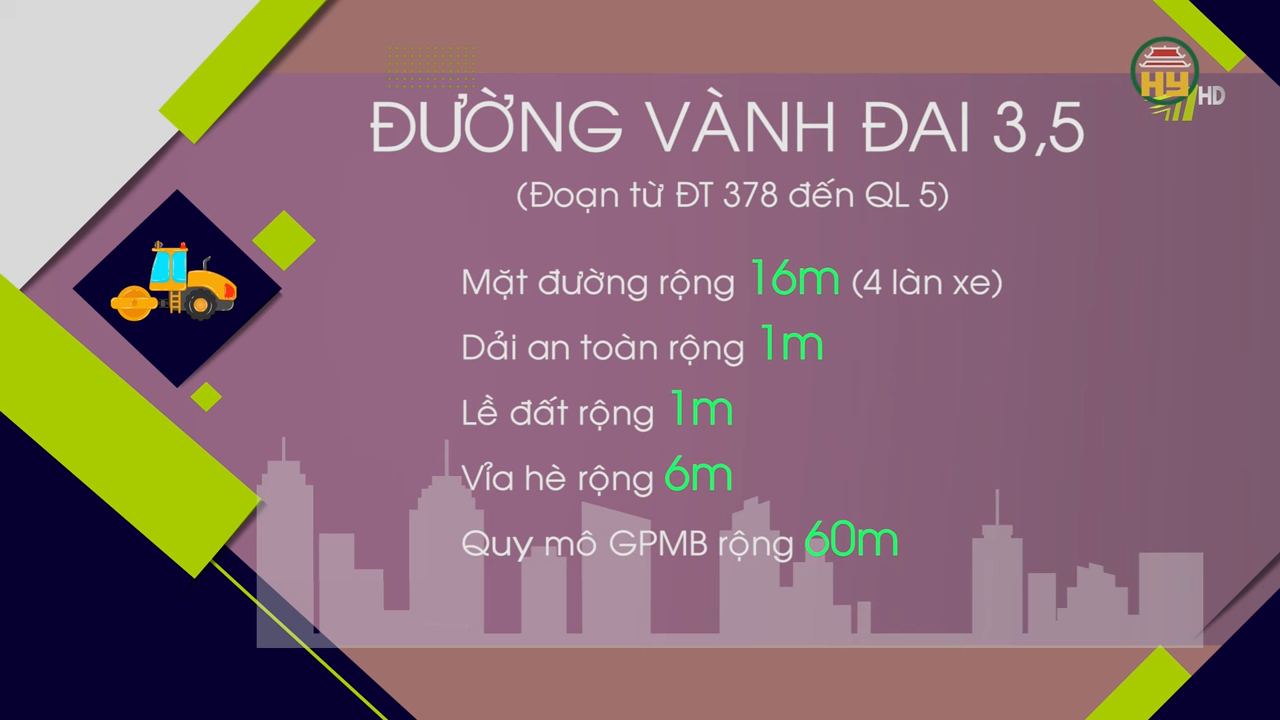 HY
HD
ĐƯỜNG VÀNH ĐAI 3,5
(Đoạn từ ĐT 378 đến QL 5)
Mặt đường rộng 16m (4 làn xe)
Dải an toàn rộng 1m
Lề đất rộng 1m
Vỉa hè rộng 6m
Quy mô GPMB rộng 60m